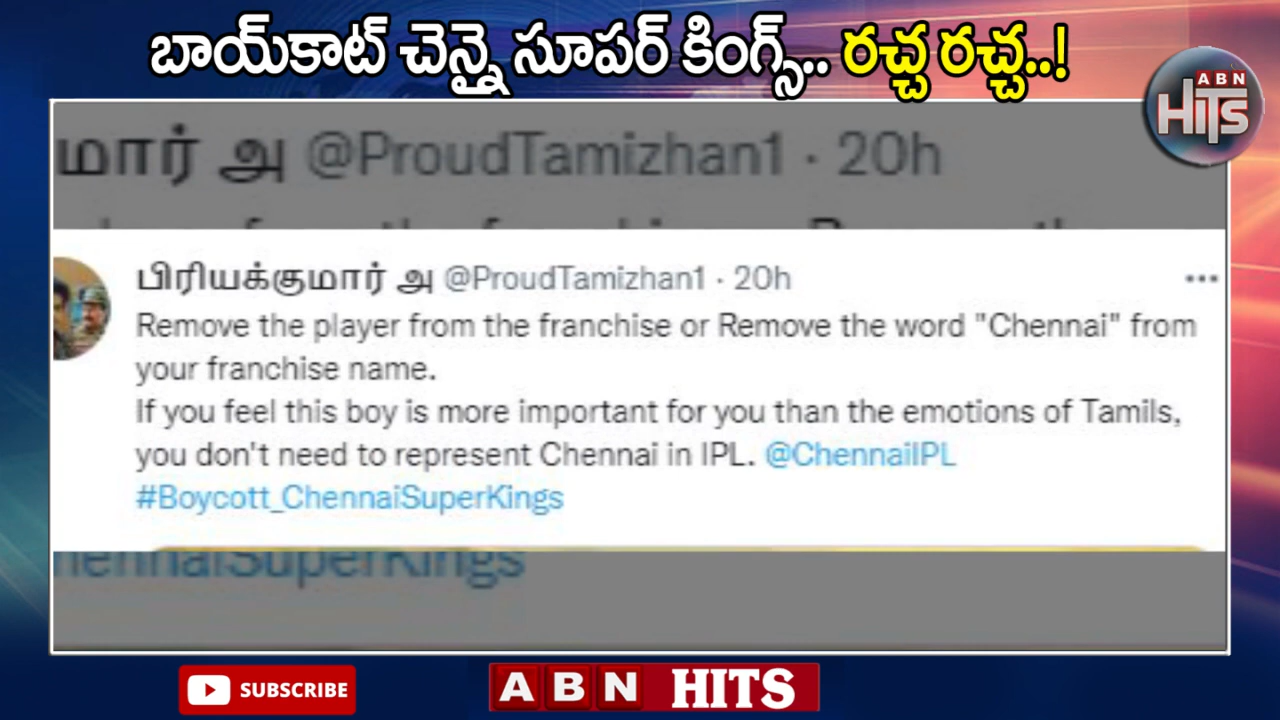 బాయ్‌కాట్ చెన్నై సూపర్ కింగ్స్.. రచ్చ రచ్చ..!
ABN
HITS
மார் அ @ProudTamizhan1 · 20h
பிரியக்குமார் அ @ProudTamizhan1 · 20h
Remove the player from the franchise or Remove the word "Chennai" from
your franchise name.
If you feel this boy is more important for you than the emotions of Tamils,
you don't need to represent Chennai in IPL. @ChennaiIPL
#Boycott_ChennaiSuperKings
hennaiSuperKings
SUBSCRIBE
ABN HITS